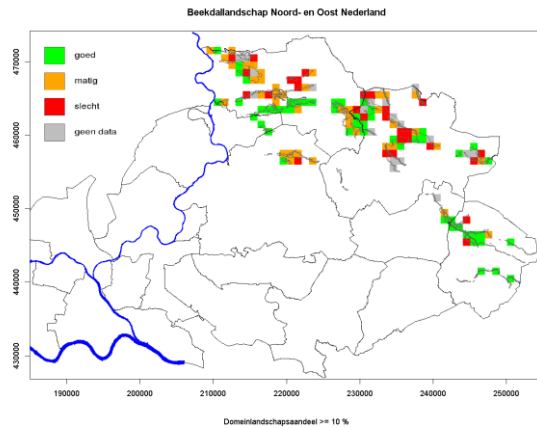 Beekdallandschap Noord- en Oost Nederland
goed
matig
slecht
geen data
470000
460000
450000
440000
430000
190000 200000 210000 220000 230000 240000 250000
Domeinlandschapsaandeel >= 10 %